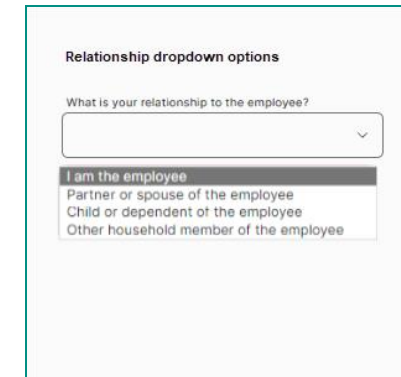 Relationship dropdown options
What is your relationship to the employee?
I am the employee
Partner or spouse of the employee
Child or dependent of the employee
Other household member of the employee